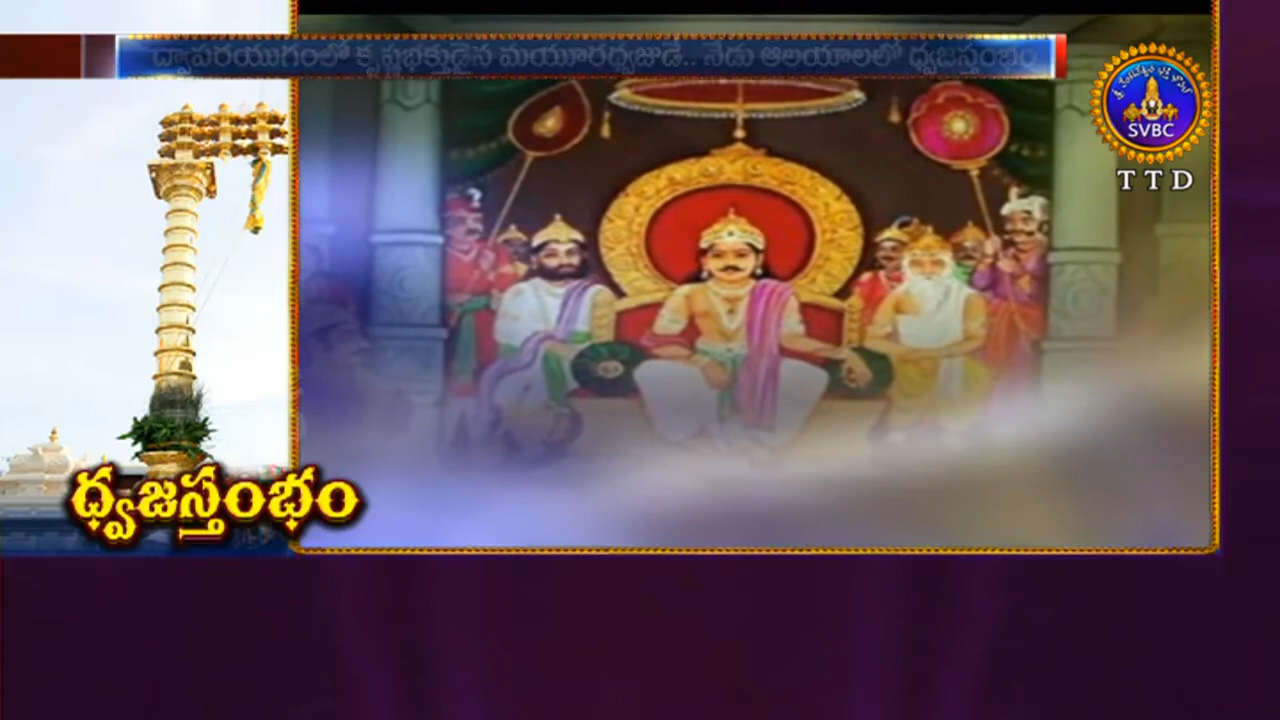 ద్వాపరయుగంలో కృష్ణభక్తుడైన మయూరధ్వజుడే.. నేడు ఆలయాలలో ధ్వజస్తంభం
SVBC
TTD
ధ్వజస్తంభం